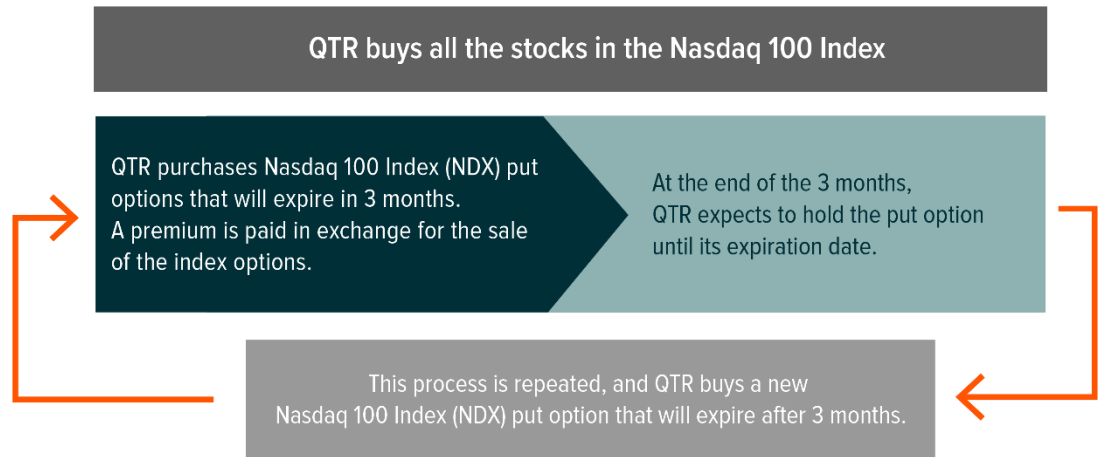 QTR buys all the stocks in the Nasdaq 100 Index
QTR purchases Nasdaq 100 Index (NDX) put
options that will expire in 3 months.
A premium is paid in exchange for the sale
of the index options.
At the end of the 3 months,
QTR expects to hold the put option
until its expiration date.
This process is repeated, and QTR buys a new
Nasdaq 100 Index (NDX) put option that will expire after 3 months.